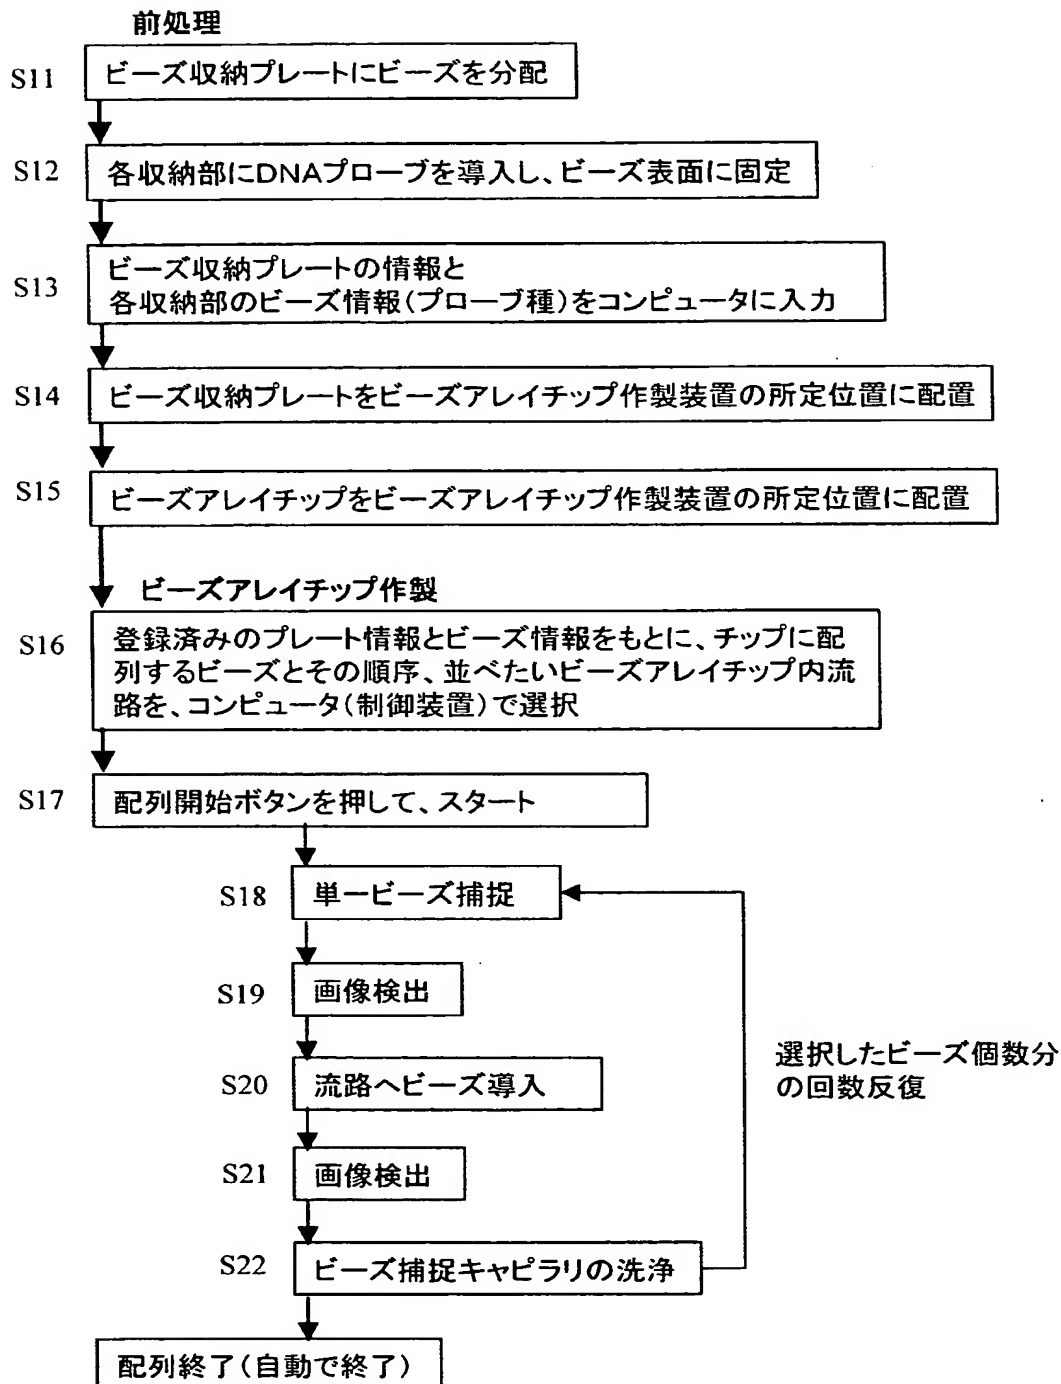 前処理
S11 ビーズ収納プレートにビーズを分配
S12 各収納部にDNAプローブを導入し、ビーズ表面に固定
S13 ビーズ収納プレートの情報と
各収納部のビーズ情報(プローブ種)をコンピュータに入力
S14 ビーズ収納プレートをビーズアレイチップ作製装置の所定位置に配置
S15 ビーズアレイチップをビーズアレイチップ作製装置の所定位置に配置
ビーズアレイチップ作製
S16 登録済みのプレート情報とビーズ情報をもとに、チップに配
列するビーズとその順序、並べたいビーズアレイチップ内流
路を、コンピュータ(制御装置)で選択
S17 配列開始ボタンを押して、スタート
S18 単一ビーズ捕捉
S19 画像検出
S20 流路へビーズ導入
選択したビーズ個数分
の回数反復
S21 画像検出
S22 ビーズ捕捉キャピラリの洗浄
配列終了(自動で終了)